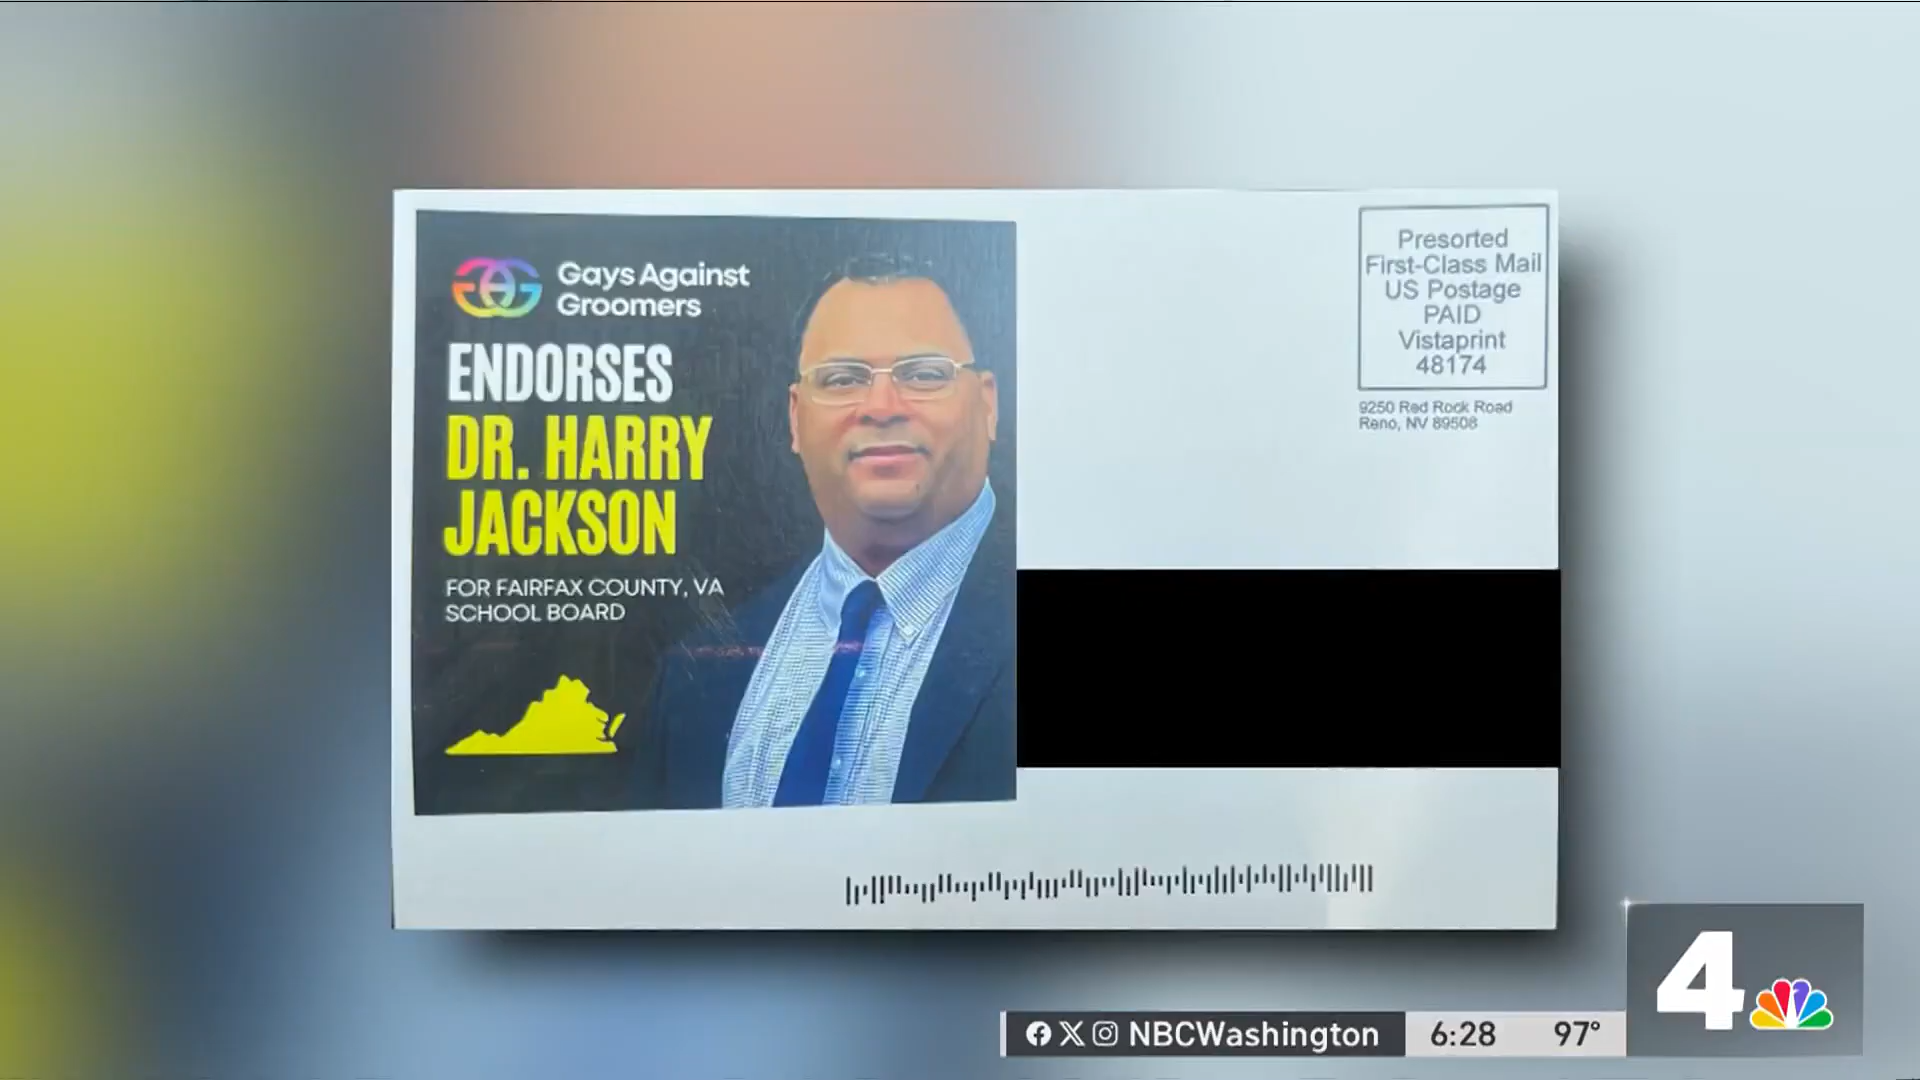 GAG Gays Against
Groomers
ENDORSES
DR. HARRY
JACKSON
FOR FAIRFAX COUNTY, VA
SCHOOL BOARD
Presorted
First-Class Mail
US Postage
PAID
Vistaprint
48174
9250 Red Rock Road
Reno, NV 89508
NBCWashington
6:28 97°
4